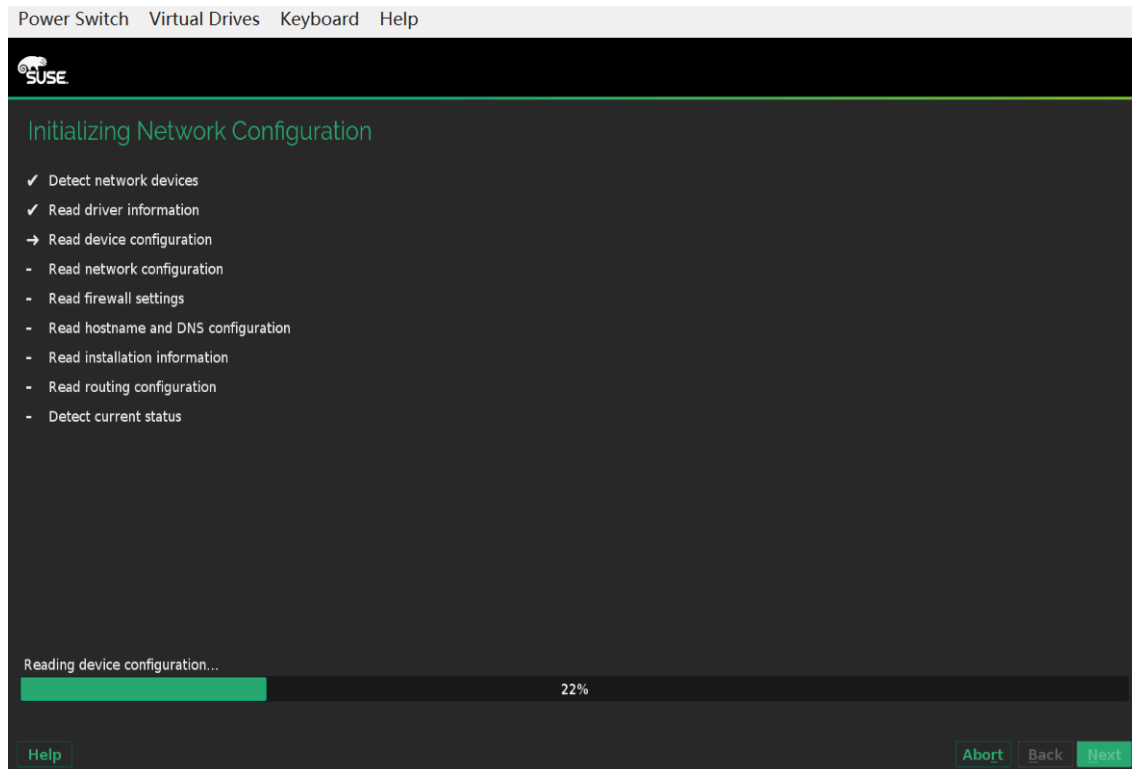 Power Switch Virtual Drives Keyboard Help
SUSE.
Initializing Network Configuration
✔ Detect network devices
✔ Read driver information
➔ Read device configuration
- Read network configuration
- Read firewall settings
- Read hostname and DNS configuration
- Read installation information
- Read routing configuration
- Detect current status
Reading device configuration...
22%
Help Abort Back Next